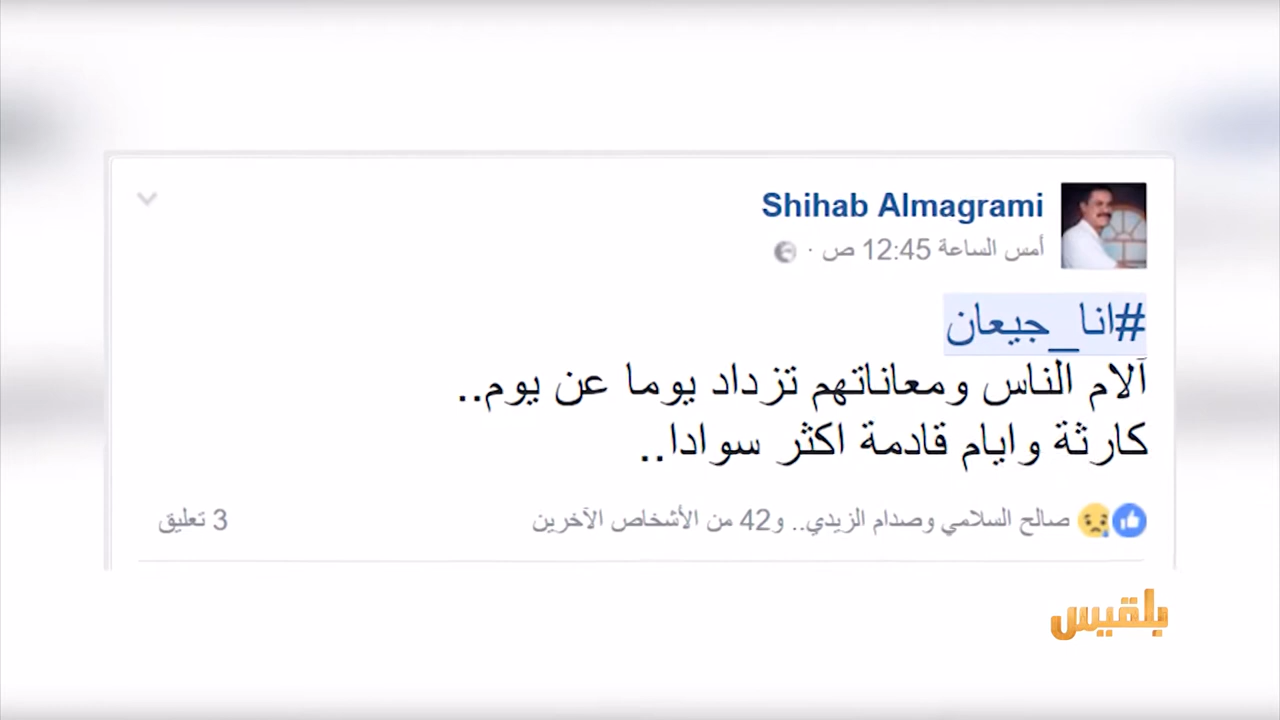 Shihab Almagrami
أمس الساعة 12:45 ص ·
#انا_جيعان
آلام الناس ومعاناتهم تزداد يوما عن يوم..
كارثة وايام قادمة اكثر سوادا..
صالح السلامي وصدام الزيدي.. و42 من الأشخاص الآخرين
3 تعليق
بلقيس